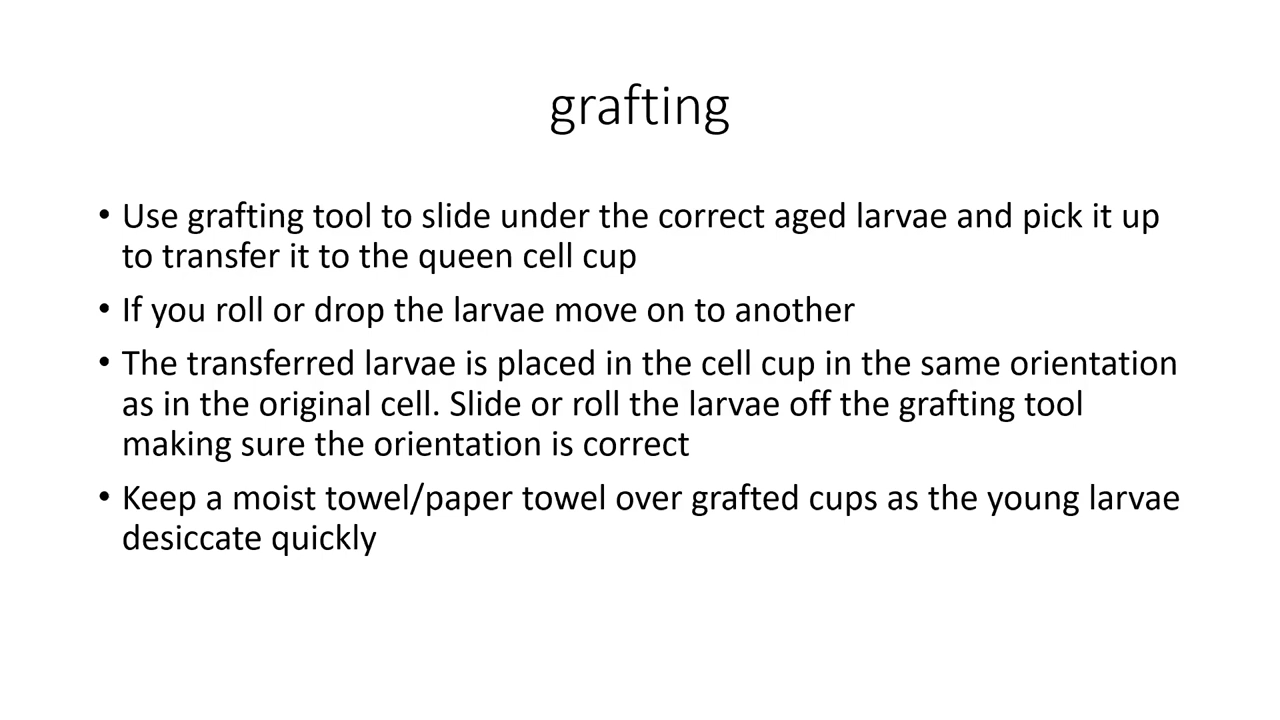 grafting
• Use grafting tool to slide under the correct aged larvae and pick it up
to transfer it to the queen cell cup
• If you roll or drop the larvae move on to another
• The transferred larvae is placed in the cell cup in the same orientation
as in the original cell. Slide or roll the larvae off the grafting tool
making sure the orientation is correct
• Keep a moist towel/paper towel over grafted cups as the young larvae
desiccate quickly